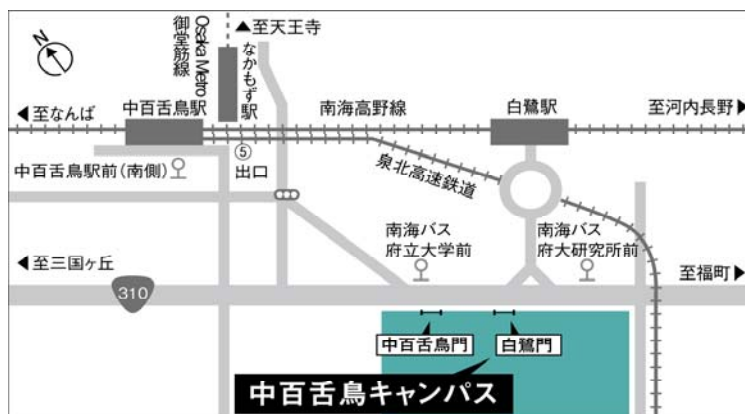 N
▲至天王寺
Osaka Metro
御堂筋線
なかもず駅
◀至なんば
中百舌鳥駅
南海高野線
白鷺駅
至河内長野▶
⑤
出口
中百舌鳥駅前(南側)
泉北高速鉄道
南海バス
府立大学前
南海バス
府大研究所前
◀至三国ヶ丘
至福町▶
310
中百舌鳥門
白鷺門
中百舌鳥キャンパス